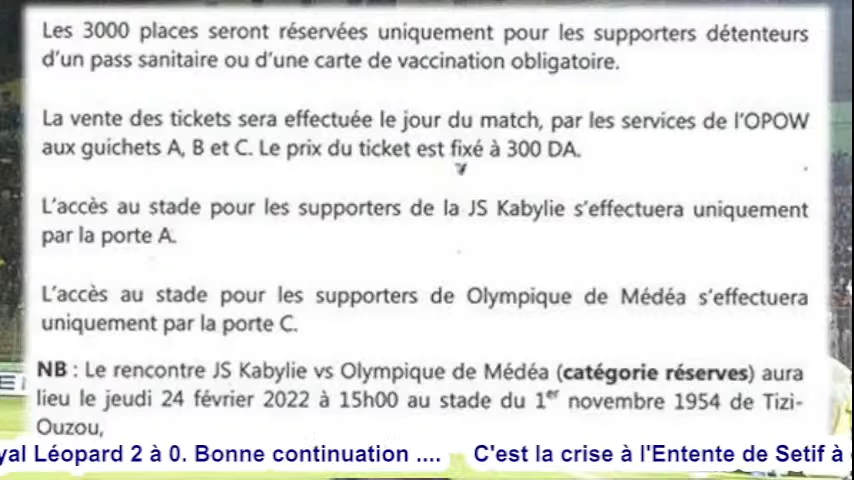 Les 3000 places seront réservées uniquement pour les supporters détenteurs
d'un pass sanitaire ou d'une carte de vaccination obligatoire.
La vente des tickets sera effectuée le jour du match, par les services de l'OPOW
aux guichets A, B et C. Le prix du ticket est fixé à 300 DA.
L'accès au stade pour les supporters de la JS Kabylie s'effectuera uniquement
par la porte A.
L'accès au stade pour les supporters de Olympique de Médéa s'effectuera
uniquement par la porte C.
NB : Le rencontre JS Kabylie vs Olympique de Médéa (catégorie réserves) aura
lieu le jeudi 24 février 2022 à 15h00 au stade du 1er novembre 1954 de Tizi-
Ouzou,
yal Léopard 2 à 0. Bonne continuation .... C'est la crise à l'Entente de Setif à